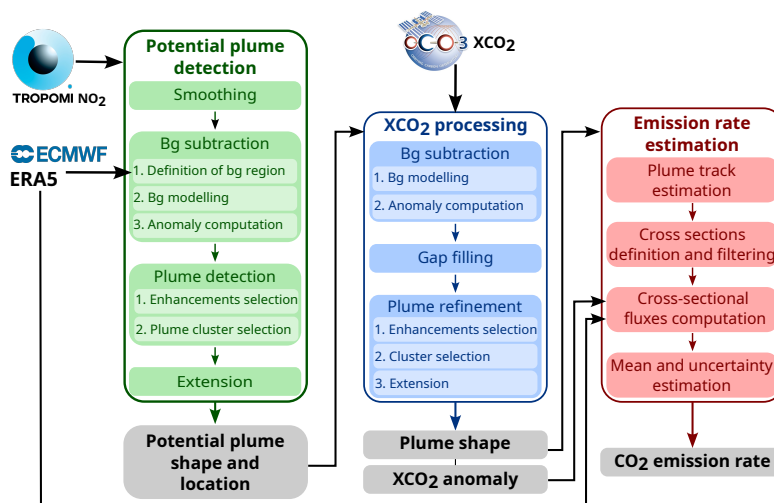 TROPOMI NO₂
ECMWF
ERA5
Potential plume
detection
Smoothing
Bg subtraction
1. Definition of bg region
2. Bg modelling
3. Anomaly computation
Plume detection
1. Enhancements selection
2. Plume cluster selection
Extension
Potential plume
shape and
location
OCO-3 XCO₂
XCO₂ processing
Bg subtraction
1. Bg modelling
2. Anomaly computation
Gap filling
Plume refinement
1. Enhancements selection
2. Cluster selection
3. Extension
Plume shape
XCO₂ anomaly
Emission rate
estimation
Plume track
estimation
Cross sections
definition and filtering
Cross-sectional
fluxes computation
Mean and uncertainty
estimation
CO₂ emission rate